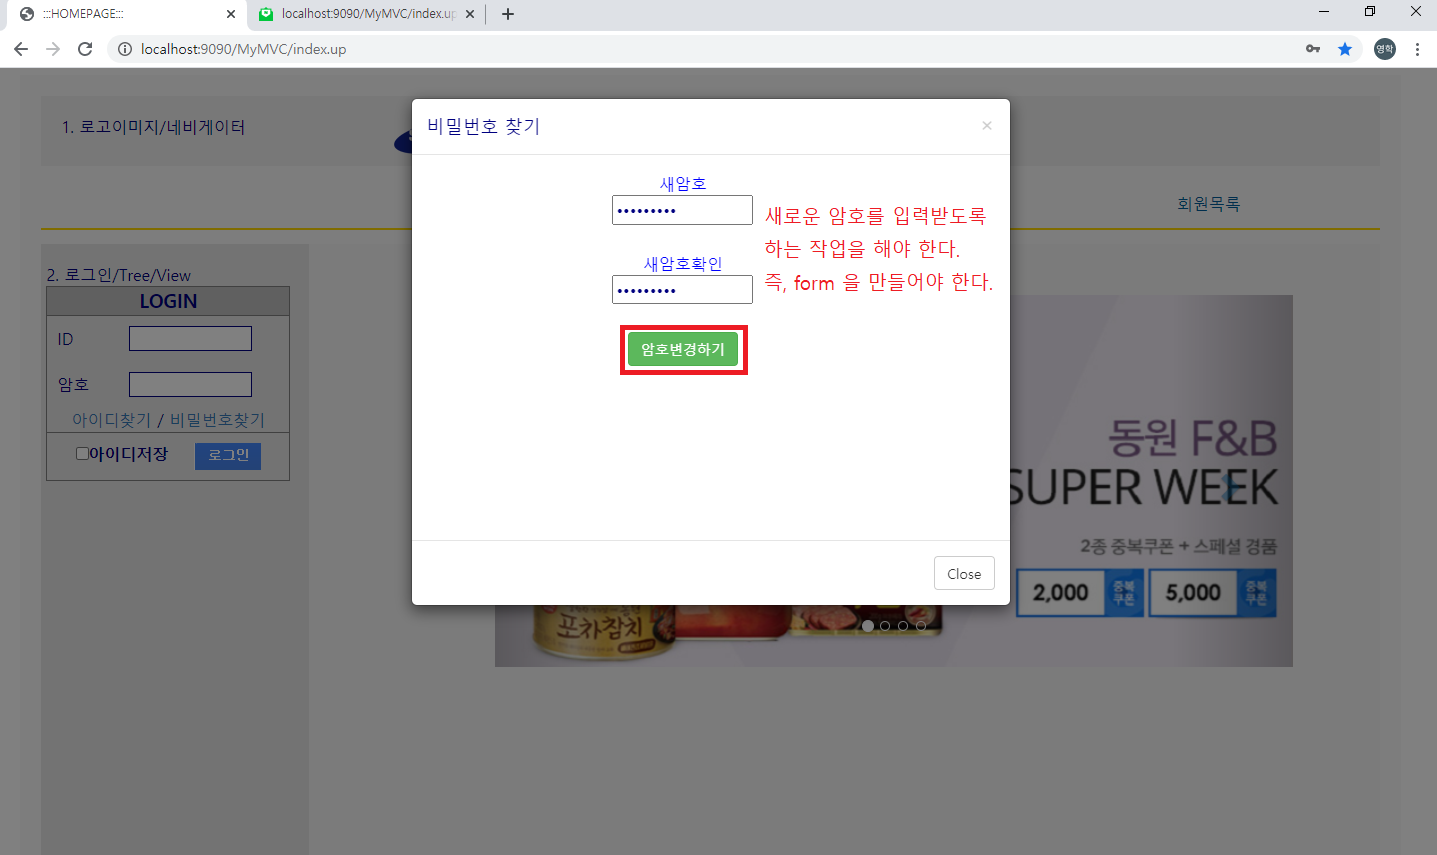 :::HOMEPAGE:::
localhost:9090/MyMVC/index.up
localhost:9090/MyMVC/index.up
영학
1. 로고이미지/네비게이터
회원목록
2. 로그인/Tree/View
LOGIN
ID
암호
아이디찾기 / 비밀번호찾기
아이디저장
로그인
비밀번호 찾기
×
새암호
•••••••••
새암호확인
•••••••••
새로운 암호를 입력받도록
하는 작업을 해야 한다.
즉, form 을 만들어야 한다.
암호변경하기
Close
동원 F&B
SUPER WEEK
2종 중복쿠폰 + 스페셜 경품
2,000 중복
쿠폰
5,000 중복
쿠폰
포차참치